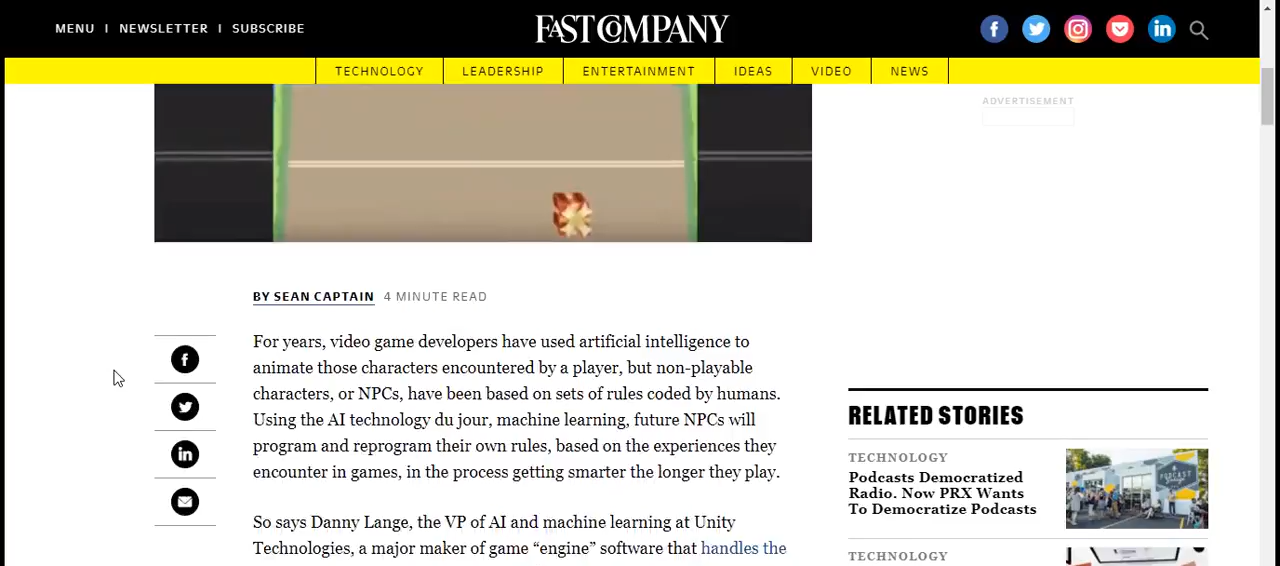 MENU | NEWSLETTER | SUBSCRIBE
FAST COMPANY
TECHNOLOGY LEADERSHIP ENTERTAINMENT IDEAS VIDEO NEWS
ADVERTISEMENT
BY SEAN CAPTAIN 4 MINUTE READ
For years, video game developers have used artificial intelligence to
animate those characters encountered by a player, but non-playable
characters, or NPCs, have been based on sets of rules coded by humans.
Using the AI technology du jour, machine learning, future NPCs will
program and reprogram their own rules, based on the experiences they
encounter in games, in the process getting smarter the longer they play.
So says Danny Lange, the VP of AI and machine learning at Unity
Technologies, a major maker of game “engine” software that handles the
RELATED STORIES
TECHNOLOGY
Podcasts Democratized
Radio. Now PRX Wants
To Democratize Podcasts
PODCAST
TECHNOLOGY